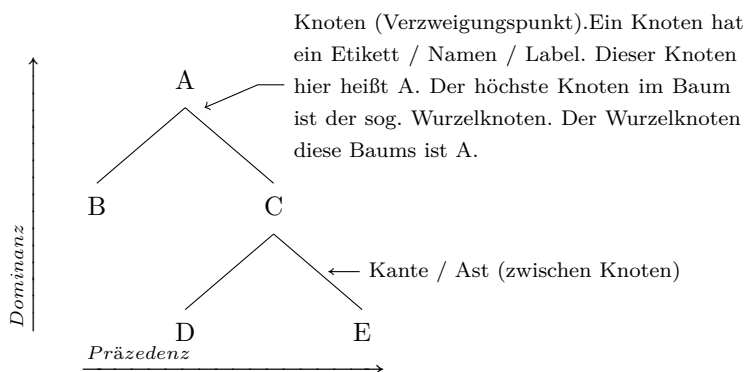 Knoten (Verzweigungspunkt).Ein Knoten hat
ein Etikett / Namen / Label. Dieser Knoten
hier heißt A. Der höchste Knoten im Baum
ist der sog. Wurzelknoten. Der Wurzelknoten
diese Baums ist A.
A
B
C
Kante / Ast (zwischen Knoten)
D
E
Dominanz
Präzedenz